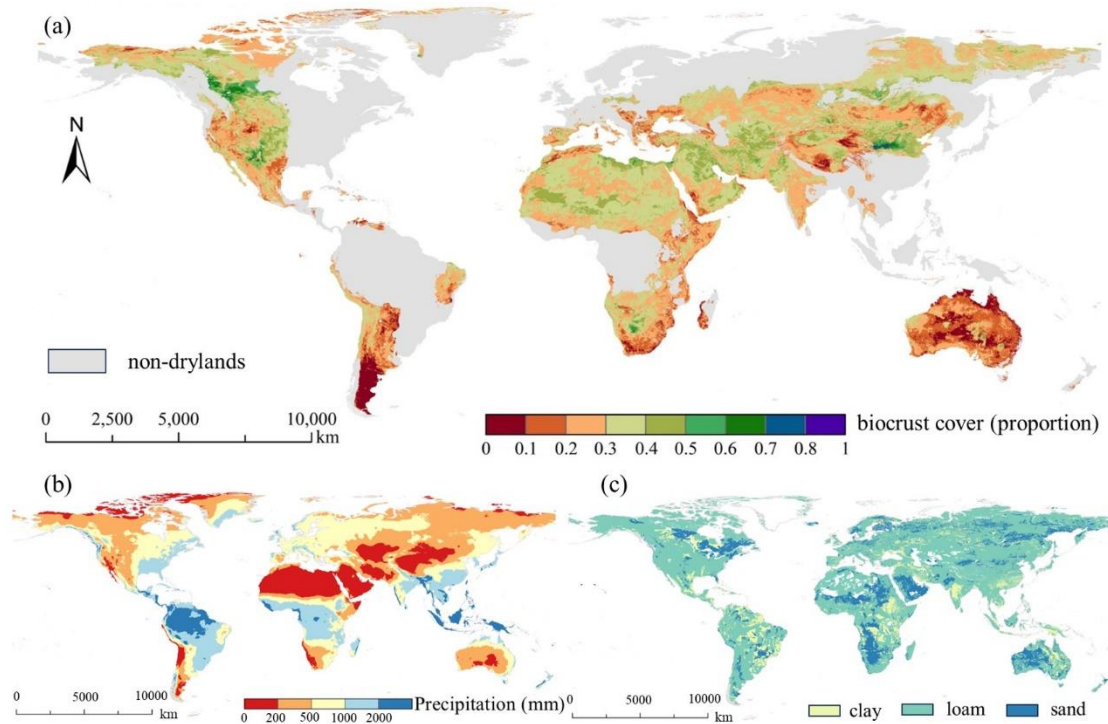 (a)
N
non-drylands
0 2,500 5,000 10,000
km
biocrust cover (proportion)
0 0.1 0.2 0.3 0.4 0.5 0.6 0.7 0.8 1
(b)
(c)
0 5000 10000
km
Precipitation (mm)
0 200 500 1000 2000
0 5000 10000
km
clay loam sand